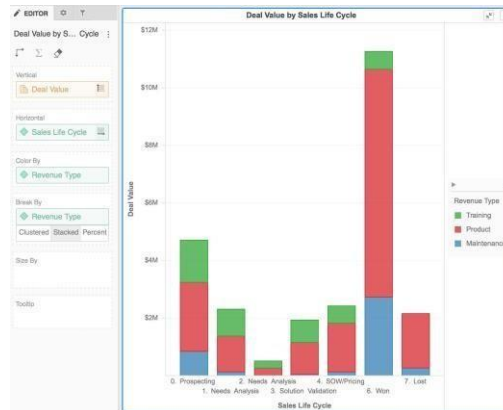 EDITOR
Deal Value by S... Cycle
Vertical
Deal Value
Horizontal
Sales Life Cycle
Color By
Revenue Type
Break By
Revenue Type
Clustered Stacked Percent
Size By
Tooltip
Deal Value by Sales Life Cycle
$12M
$10M
$8M
$6M
$4M
$2M
Deal Value
0. Prospecting 2. Needs Analysis 4. SOW/Pricing 7. Lost
1. Needs Analysis 3. Solution Validation 6. Won
Sales Life Cycle
Revenue Type
Training
Product
Maintenanc